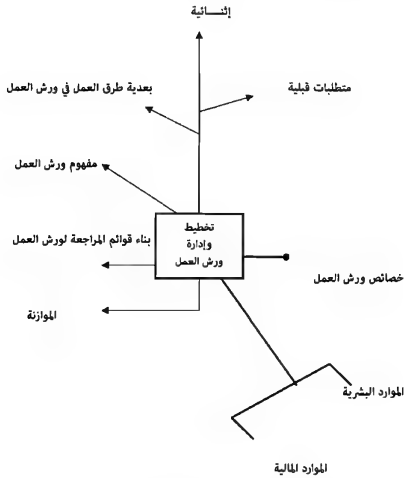 إثنـــائية
متطلبات قبلية
بعدية طرق العمل في ورش العمل
مفهوم ورش العمل
تخطيط
وإدارة
ورش العمل
بناء قوائم المراجعة لورش العمل
خصائص ورش العمل
الموازنة
الموارد البشرية
الموارد المالية